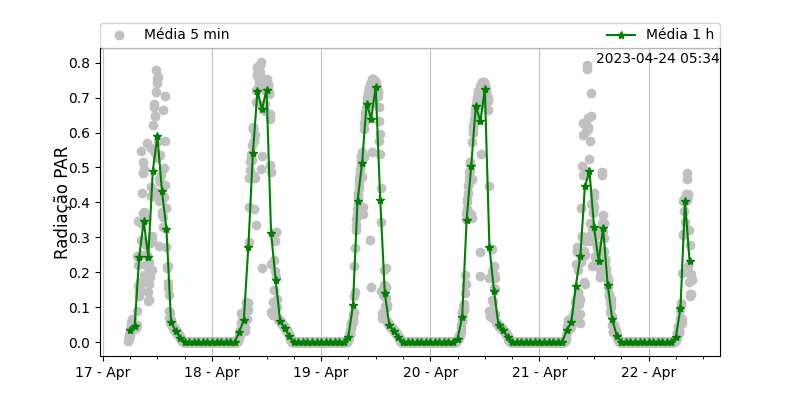 Média 5 min
Média 1 h
2023-04-24 05:34
Radiação PAR
0.8
0.7
0.6
0.5
0.4
0.3
0.2
0.1
0.0
17 - Apr
18 - Apr
19 - Apr
20 - Apr
21 - Apr
22 - Apr